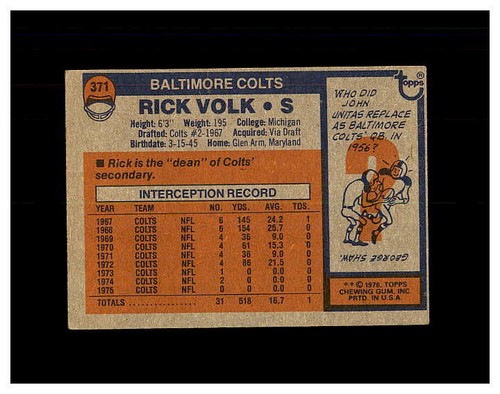 371
BALTIMORE COLTS
RICK VOLK • S
Height: 6'3" Weight: 195 College: Michigan
Drafted: Colts #2-1967 Acquired: Via Draft
Birthdate: 3-15-45 Home: Glen Arm, Maryland
■ Rick is the "dean" of Colts'
secondary.
INTERCEPTION RECORD
YEAR TEAM NO. YDS. AVG. TDS.
1967 COLTS NFL 6 145 24.2 1
1968 COLTS NFL 6 154 25.7 0
1969 COLTS NFL 4 36 9.0 0
1970 COLTS NFL 4 61 15.3 0
1971 COLTS NFL 4 36 9.0 0
1972 COLTS NFL 4 86 21.5 0
1973 COLTS NFL 1 0 0.0 0
1974 COLTS NFL 2 0 0.0 0
1975 COLTS NFL 0 0 0.0 0
TOTALS ................. 31 518 16.7 1
topps®
WHO DID
JOHN
UNITAS REPLACE
AS BALTIMORE
COLTS' QB. IN
1956?
?
GEORGE SHAW.
** © 1976, TOPPS
CHEWING GUM, INC.
PRTD. IN U.S.A.